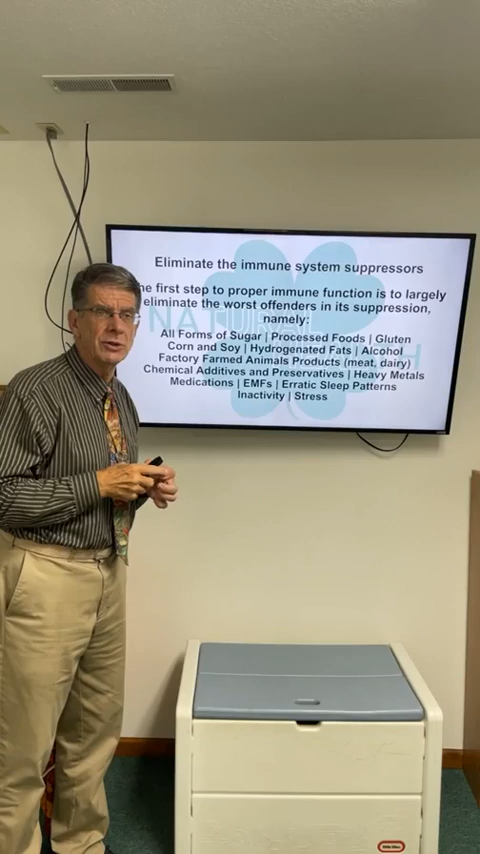 Eliminate the immune system suppressors
he first step to proper immune function is to largely
eliminate the worst offenders in its suppression,
namely:
All Forms of Sugar | Processed Foods | Gluten
Corn and Soy | Hydrogenated Fats | Alcohol
Factory Farmed Animals Products (meat, dairy)
Chemical Additives and Preservatives | Heavy Metals
Medications | EMFs | Erratic Sleep Patterns
Inactivity | Stress
NATURAL